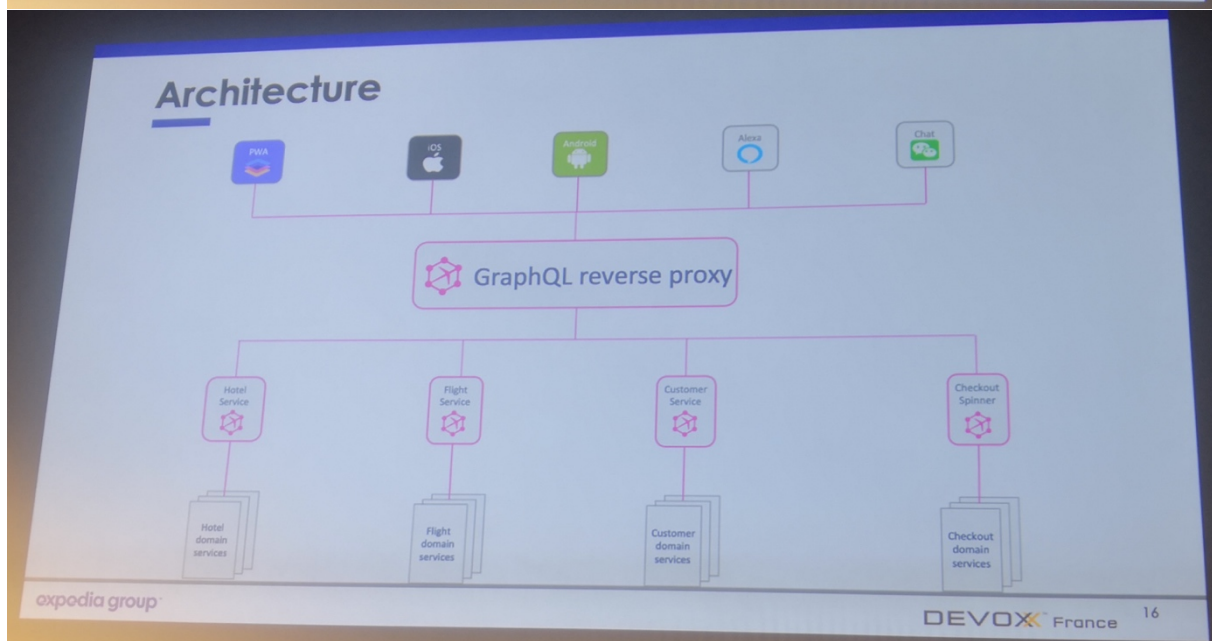 Architecture
PWA
iOS
Android
Alexa
Chat
GraphQL reverse proxy
Hotel
Service
Flight
Service
Customer
Service
Checkout
Spinner
Hotel
domain
services
Flight
domain
services
Customer
domain
services
Checkout
domain
services
expedia group
DEVOXX France
16